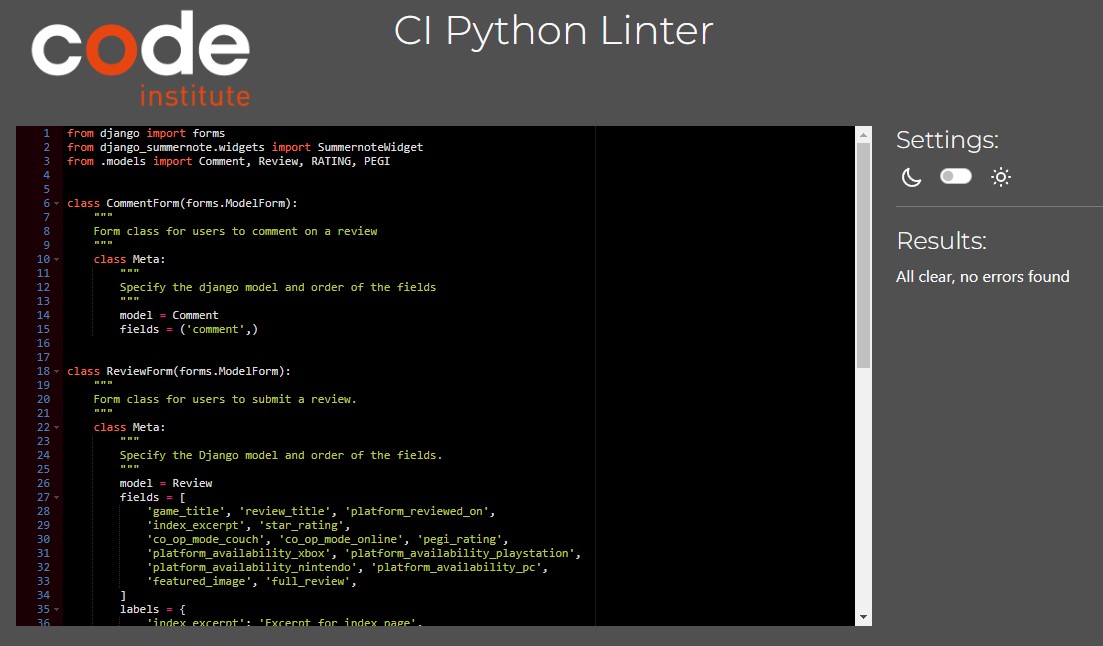 code
institute
CI Python Linter
1 from django import forms
2 from django_summernote.widgets import SummernoteWidget
3 from .models import Comment, Review, RATING, PEGI
4
5
6 class CommentForm(forms.ModelForm):
7     """
8     Form class for users to comment on a review
9     """
10     class Meta:
11         """
12         Specify the django model and order of the fields
13         """
14         model = Comment
15         fields = ('comment',)
16
17
18 class ReviewForm(forms.ModelForm):
19     """
20     Form class for users to submit a review.
21     """
22     class Meta:
23         """
24         Specify the Django model and order of the fields.
25         """
26         model = Review
27         fields = [
28             'game_title', 'review_title', 'platform_reviewed_on',
29             'index_excerpt', 'star_rating',
30             'co_op_mode_couch', 'co_op_mode_online', 'pegi_rating',
31             'platform_availability_xbox', 'platform_availability_playstation',
32             'platform_availability_nintendo', 'platform_availability_pc',
33             'featured_image', 'full_review',
34         ]
35         labels = {
36             'index_excerpt': 'Excerpt for index page',
Settings:
Results:
All clear, no errors found